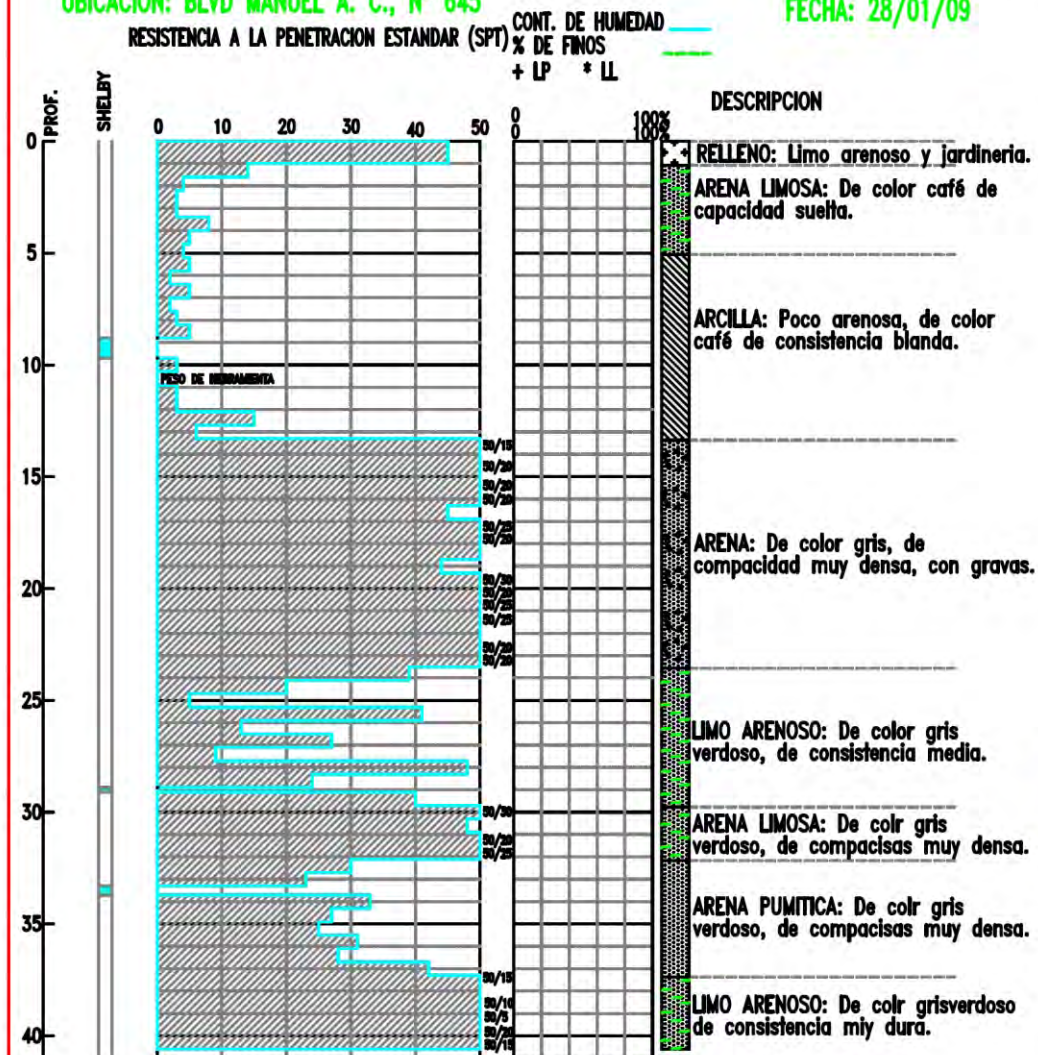 UBICACION: BLVD MANUEL A. C., N° 645
FECHA: 28/01/09
RESISTENCIA A LA PENETRACION ESTANDAR (SPT)
CONT. DE HUMEDAD
% DE FINOS
+ LP * LL
PROF.
SHELBY
DESCRIPCION
0 10 20 30 40 50
0 100%
0 100%
0
RELLENO: Limo arenoso y jardineria.
ARENA LIMOSA: De color café de
capacidad suelta.
5
ARCILLA: Poco arenosa, de color
café de consistencia blanda.
10
PESO DE HERRAMIENTA
50/15
50/20
15
50/20
50/20
50/25
50/20
ARENA: De color gris, de
compacidad muy densa, con gravas.
50/30
20
50/20
50/25
50/25
50/20
50/20
25
LIMO ARENOSO: De color gris
verdoso, de consistencia media.
30
50/30
ARENA LIMOSA: De colr gris
verdoso, de compacisas muy densa.
50/20
50/25
ARENA PUMITICA: De colr gris
verdoso, de compacisas muy densa.
35
50/15
50/10
50/5
LIMO ARENOSO: De colr grisverdoso
de consistencia miy dura.
50/20
40
50/15